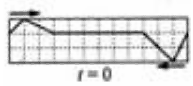 t = 0